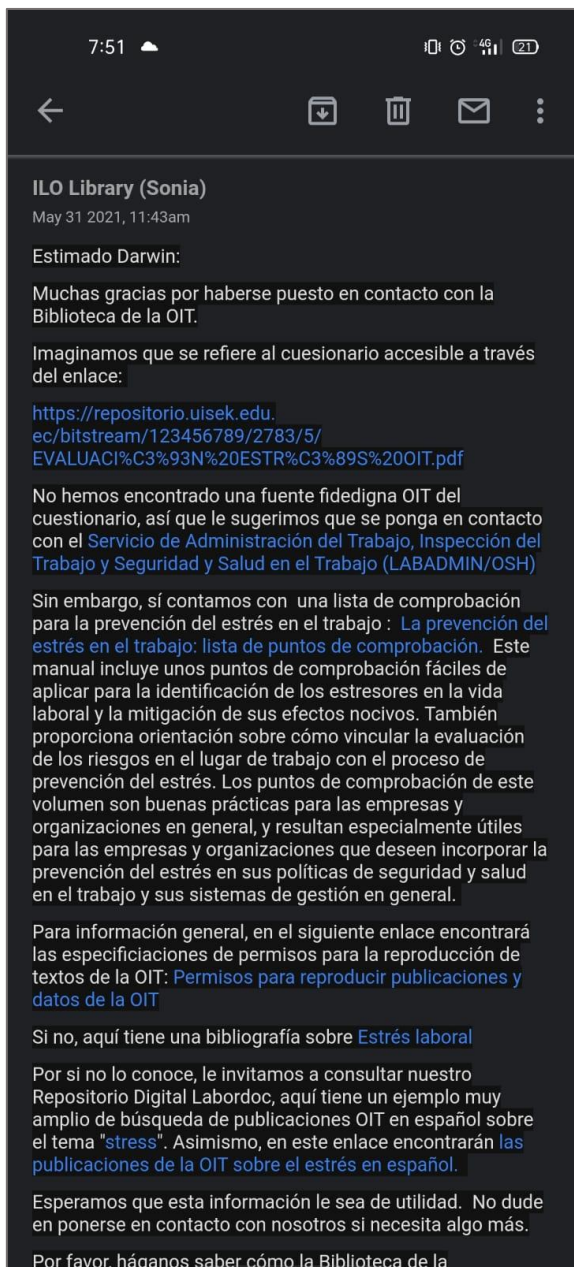 7:51
4G
21
ILO Library (Sonia)
May 31 2021, 11:43am
Estimado Darwin:
Muchas gracias por haberse puesto en contacto con la
Biblioteca de la OIT.
Imaginamos que se refiere al cuesionario accesible a través
del enlace:
https://repositorio.uisek.edu.
ec/bitstream/123456789/2783/5/
EVALUACI%C3%93N%20ESTR%C3%89S%20OIT.pdf
No hemos encontrado una fuente fidedigna OIT del
cuestionario, así que le sugerimos que se ponga en contacto
con el Servicio de Administración del Trabajo, Inspección del
Trabajo y Seguridad y Salud en el Trabajo (LABADMIN/OSH)
Sin embargo, sí contamos con una lista de comprobación
para la prevención del estrés en el trabajo : La prevención del
estrés en el trabajo: lista de puntos de comprobación. Este
manual incluye unos puntos de comprobación fáciles de
aplicar para la identificación de los estresores en la vida
laboral y la mitigación de sus efectos nocivos. También
proporciona orientación sobre cómo vincular la evaluación
de los riesgos en el lugar de trabajo con el proceso de
prevención del estrés. Los puntos de comprobación de este
volumen son buenas prácticas para las empresas y
organizaciones en general, y resultan especialmente útiles
para las empresas y organizaciones que deseen incorporar la
prevención del estrés en sus políticas de seguridad y salud
en el trabajo y sus sistemas de gestión en general.
Para información general, en el siguiente enlace encontrará
las especificiaciones de permisos para la reproducción de
textos de la OIT: Permisos para reproducir publicaciones y
datos de la OIT
Si no, aquí tiene una bibliografía sobre Estrés laboral
Por si no lo conoce, le invitamos a consultar nuestro
Repositorio Digital Labordoc, aquí tiene un ejemplo muy
amplio de búsqueda de publicaciones OIT en español sobre
el tema "stress". Asimismo, en este enlace encontrarán las
publicaciones de la OIT sobre el estrés en español.
Esperamos que esta información le sea de utilidad. No dude
en ponerse en contacto con nosotros si necesita algo más.
Por favor, háganos saber cómo la Biblioteca de la